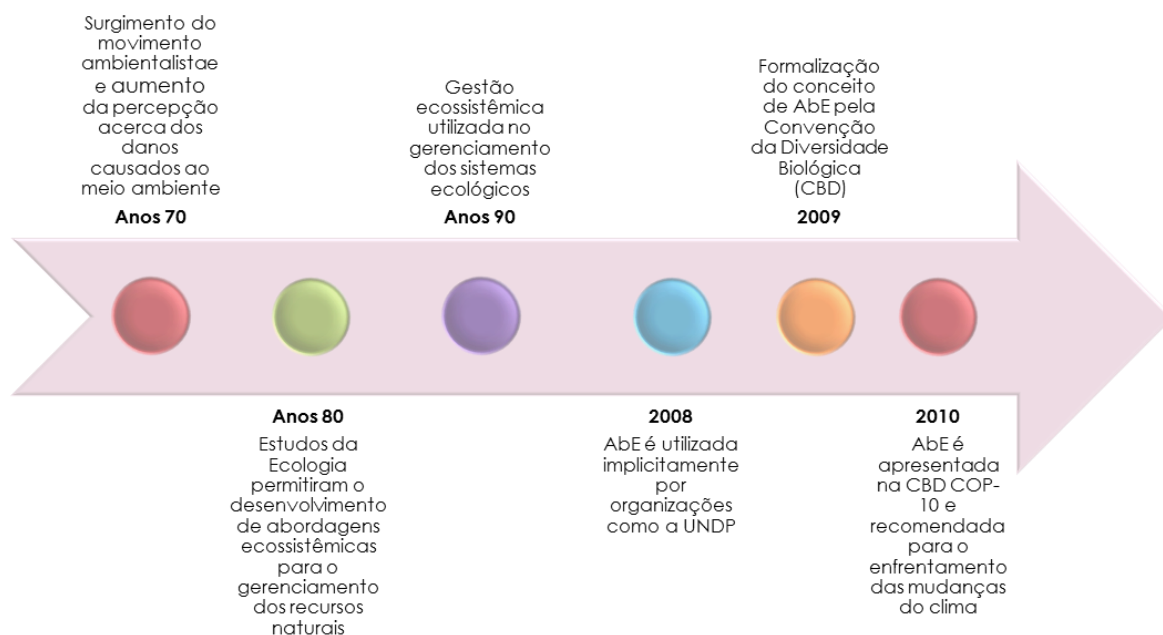 Surgimento do
movimento
ambientalistae
e aumento
da percepção
acerca dos
danos
causados ao
meio ambiente
Anos 70
Gestão
ecossistêmica
utilizada no
gerenciamento
dos sistemas
ecológicos
Anos 90
Formalização
do conceito
de AbE pela
Convenção
da Diversidade
Biológica
(CBD)
2009
Anos 80
Estudos da
Ecologia
permitiram o
desenvolvimento
de abordagens
ecossistêmicas
para o
gerenciamento
dos recursos
naturais
2008
AbE é utilizada
implicitamente
por
organizações
como a UNDP
2010
AbE é
apresentada
na CBD COP-
10 e
recomendada
para o
enfrentamento
das mudanças
do clima